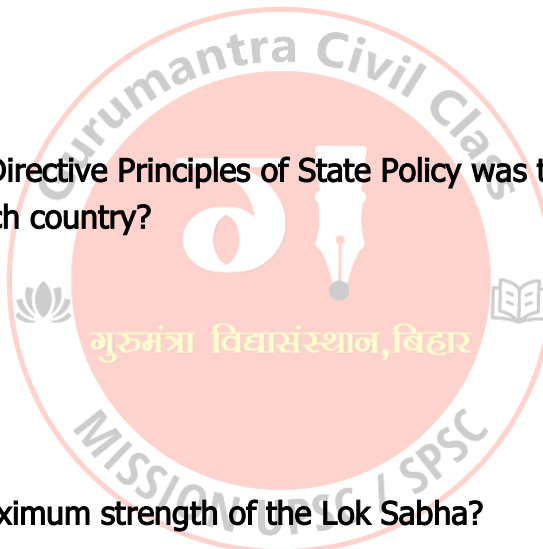 Gurumantra Civil Class
Directive Principles of State Policy was t
ch country?
गुरुमंत्रा विद्यासंस्थान,बिहार
ximum strength of the Lok Sabha?
MISSION UPSC / SPSC